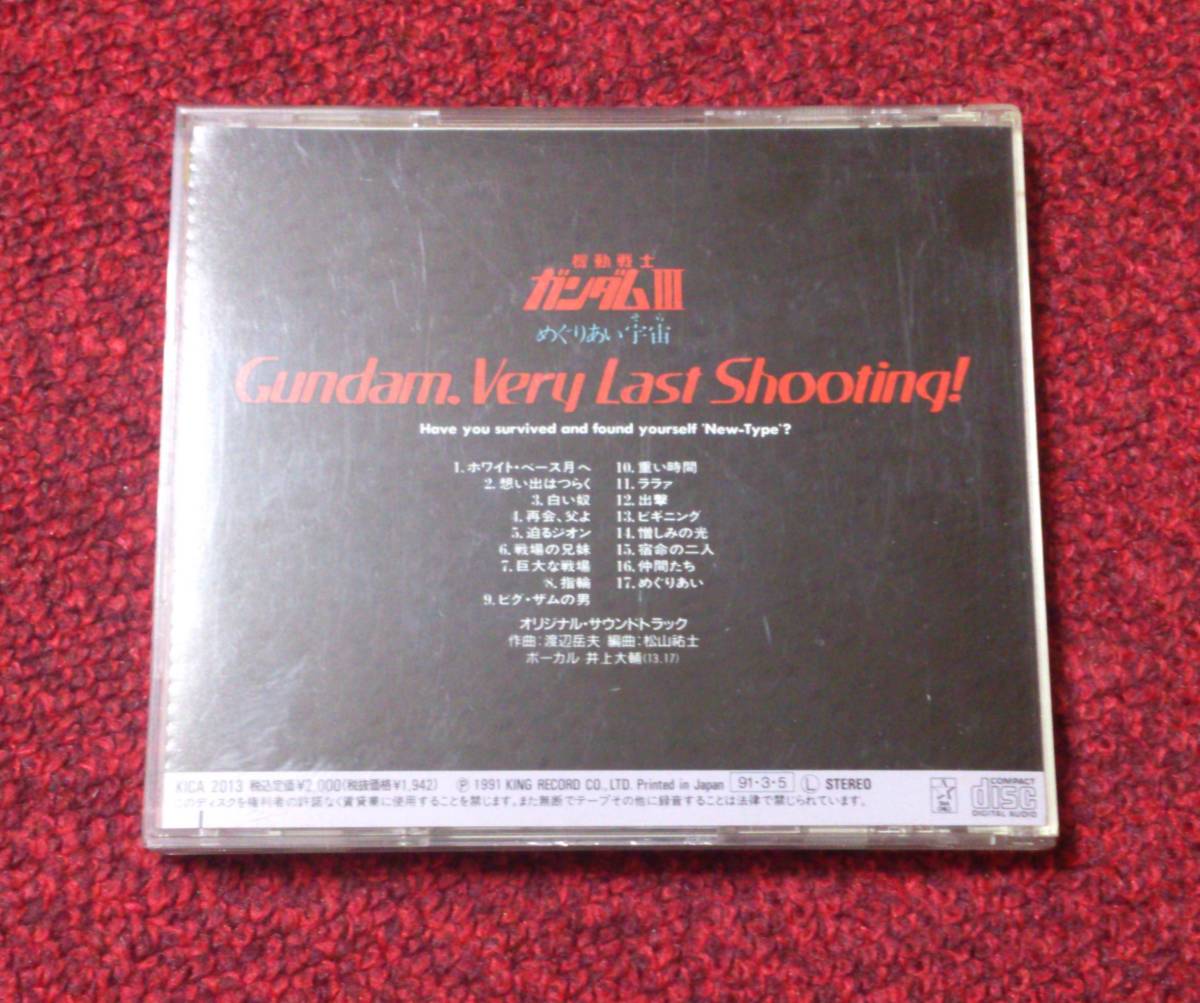 機動戦士
ガンダムIII
めぐりあい宇宙
そら
Gundam. Very Last Shooting!
Have you survived and found yourself 'New-Type'?
1. ホワイト・ベース月へ
2. 想い出はつらく
3. 白い奴
4. 再会、父よ
5. 迫るジオン
6. 戦場の兄妹
7. 巨大な戦場
8. 指輪
9. ビグ・ザムの男
10. 重い時間
11. ララァ
12. 出撃
13. ビギニング
14. 憎しみの光
15. 宿命の二人
16. 仲間たち
17. めぐりあい
オリジナル・サウンドトラック
作曲:渡辺岳夫 編曲:松山祐士
ボーカル 井上大輔(13.17)
KICA 2013 税込定価¥2,000(税抜価格¥1,942) Ⓟ 1991 KING RECORD CO., LTD. Printed in Japan 91・3・5 Ⓛ STEREO
このディスクを権利者の許諾なく賃貸業に使用することを禁じます。また無断でテープその他に録音することは法律で禁じられています。
COMPACT
disc
DIGITAL AUDIO